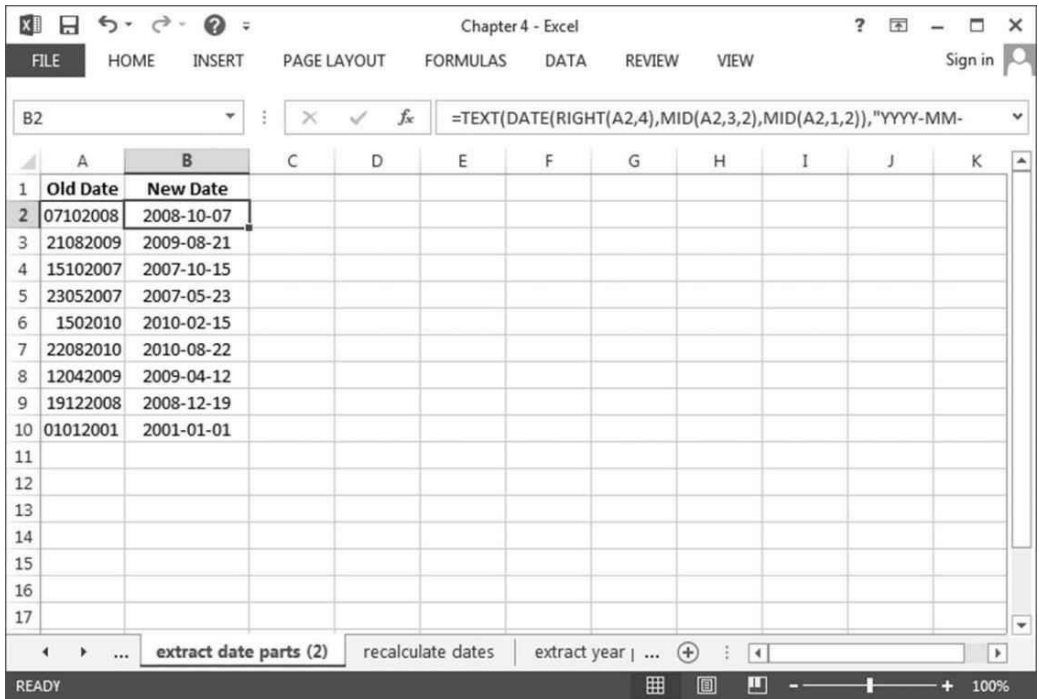 Chapter 4 - Excel
FILE HOME INSERT PAGE LAYOUT FORMULAS DATA REVIEW VIEW Sign in
B2 fx =TEXT(DATE(RIGHT(A2,4),MID(A2,3,2),MID(A2,1,2)),"YYYY-MM-
A B C D E F G H I J K
1 Old Date New Date
2 07102008 2008-10-07
3 21082009 2009-08-21
4 15102007 2007-10-15
5 23052007 2007-05-23
6 1502010 2010-02-15
7 22082010 2010-08-22
8 12042009 2009-04-12
9 19122008 2008-12-19
10 01012001 2001-01-01
11
12
13
14
15
16
17
... extract date parts (2) recalculate dates extract year ...
READY 100%